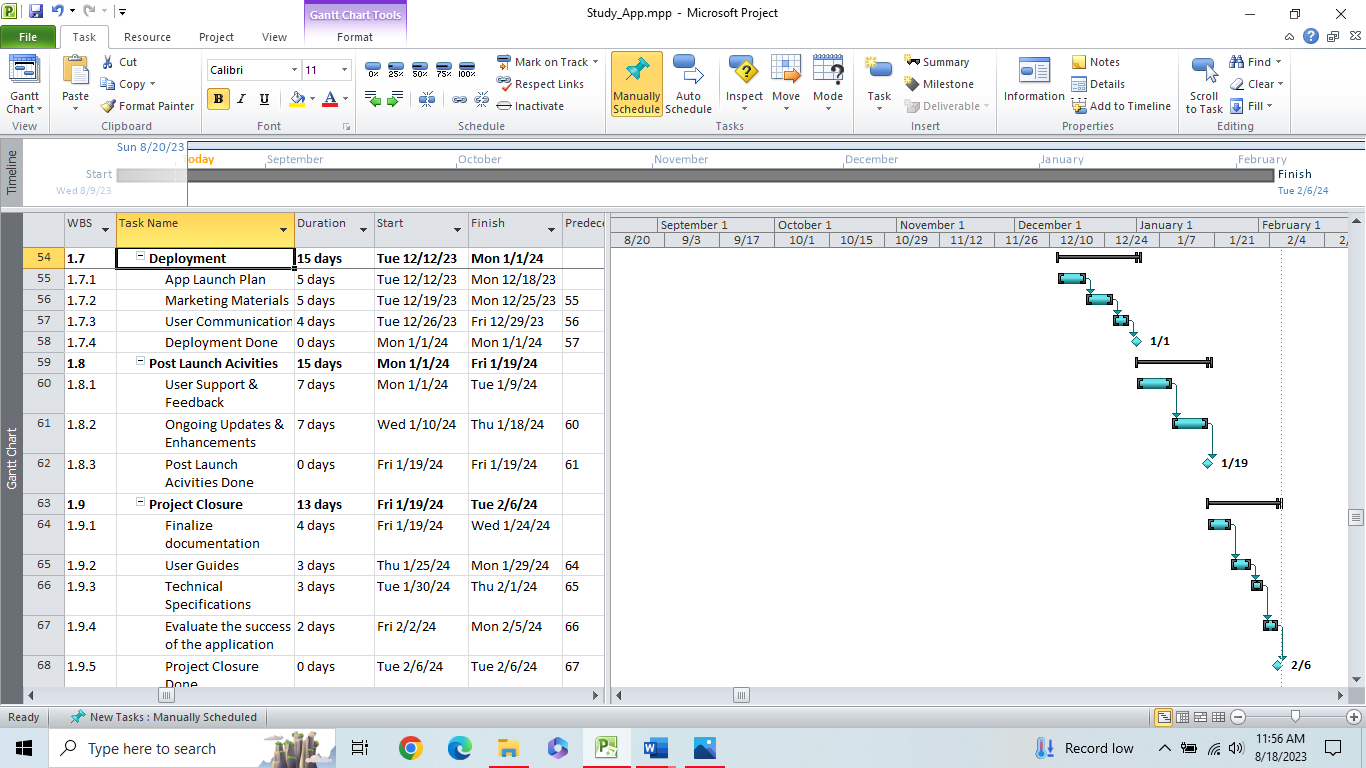 Gantt Chart Tools
Study_App.mpp - Microsoft Project
File Task Resource Project View Format
Gantt Chart
View
Paste
Cut
Copy
Format Painter
Clipboard
Calibri 11
B I U A
Font
0% 25% 50% 75% 100%
Mark on Track
Respect Links
Inactivate
Schedule
Manually Schedule
Auto Schedule
Inspect Move Mode
Tasks
Task
Summary
Milestone
Deliverable
Insert
Information
Notes
Details
Add to Timeline
Properties
Scroll to Task
Find
Clear
Fill
Editing
Timeline
Sun 8/20/23
oday September October November December January February
Start
Wed 8/9/23
Finish
Tue 2/6/24
WBS Task Name Duration Start Finish Predece
September 1 October 1 November 1 December 1 January 1 February 1
8/20 9/3 9/17 10/1 10/15 10/29 11/12 11/26 12/10 12/24 1/7 1/21 2/4 2/
Gantt Chart
54 1.7 Deployment 15 days Tue 12/12/23 Mon 1/1/24
55 1.7.1 App Launch Plan 5 days Tue 12/12/23 Mon 12/18/23
56 1.7.2 Marketing Materials 5 days Tue 12/19/23 Mon 12/25/23 55
57 1.7.3 User Communication 4 days Tue 12/26/23 Fri 12/29/23 56
58 1.7.4 Deployment Done 0 days Mon 1/1/24 Mon 1/1/24 57 1/1
59 1.8 Post Launch Acivities 15 days Mon 1/1/24 Fri 1/19/24
60 1.8.1 User Support & 7 days Mon 1/1/24 Tue 1/9/24
Feedback
61 1.8.2 Ongoing Updates & 7 days Wed 1/10/24 Thu 1/18/24 60
Enhancements
62 1.8.3 Post Launch 0 days Fri 1/19/24 Fri 1/19/24 61 1/19
Acivities Done
63 1.9 Project Closure 13 days Fri 1/19/24 Tue 2/6/24
64 1.9.1 Finalize 4 days Fri 1/19/24 Wed 1/24/24
documentation
65 1.9.2 User Guides 3 days Thu 1/25/24 Mon 1/29/24 64
66 1.9.3 Technical 3 days Tue 1/30/24 Thu 2/1/24 65
Specifications
67 1.9.4 Evaluate the success 2 days Fri 2/2/24 Mon 2/5/24 66
of the application
68 1.9.5 Project Closure 0 days Tue 2/6/24 Tue 2/6/24 67 2/6
Done
Ready New Tasks : Manually Scheduled
Type here to search
Record low
11:56 AM
8/18/2023